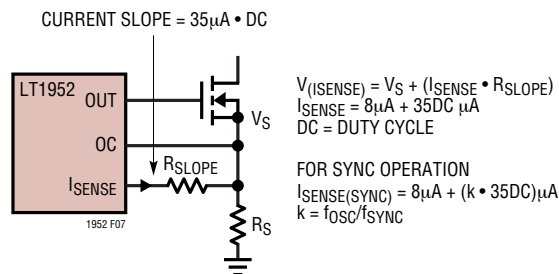 CURRENT SLOPE = 35µA • DC
LT1952
OUT
OC
ISENSE
VS
RSLOPE
RS
1952 F07
V(ISENSE) = VS + (ISENSE • RSLOPE)
ISENSE = 8µA + 35DC µA
DC = DUTY CYCLE
FOR SYNC OPERATION
ISENSE(SYNC) = 8µA + (k • 35DC)µA
k = fOSC/fSYNC